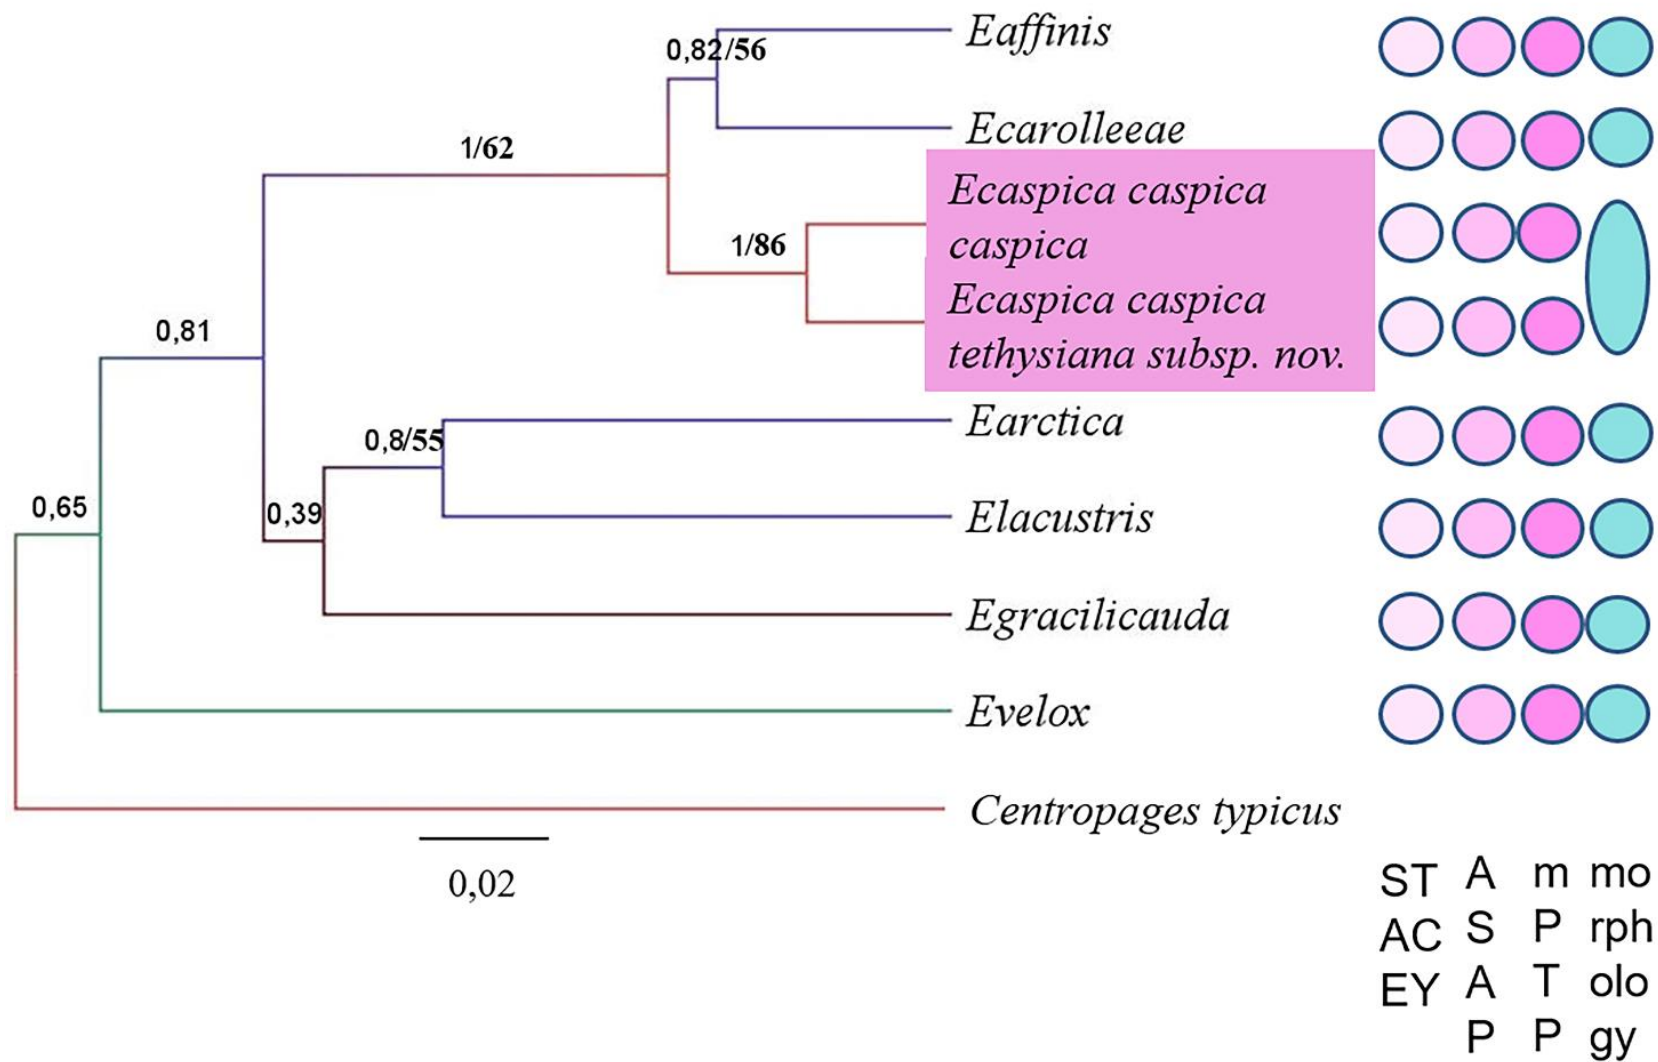 Eaffinis
0,82/56
Ecarolleeae
1/62
Ecaspica caspica
caspica
1/86
Ecaspica caspica
tethysiana subsp. nov.
0,81
Earctica
0,8/55
0,39
Elacustris
0,65
Egracilicauda
Evelox
Centropages typicus
0,02
ST A m mo
AC S P rph
EY A T olo
P P gy